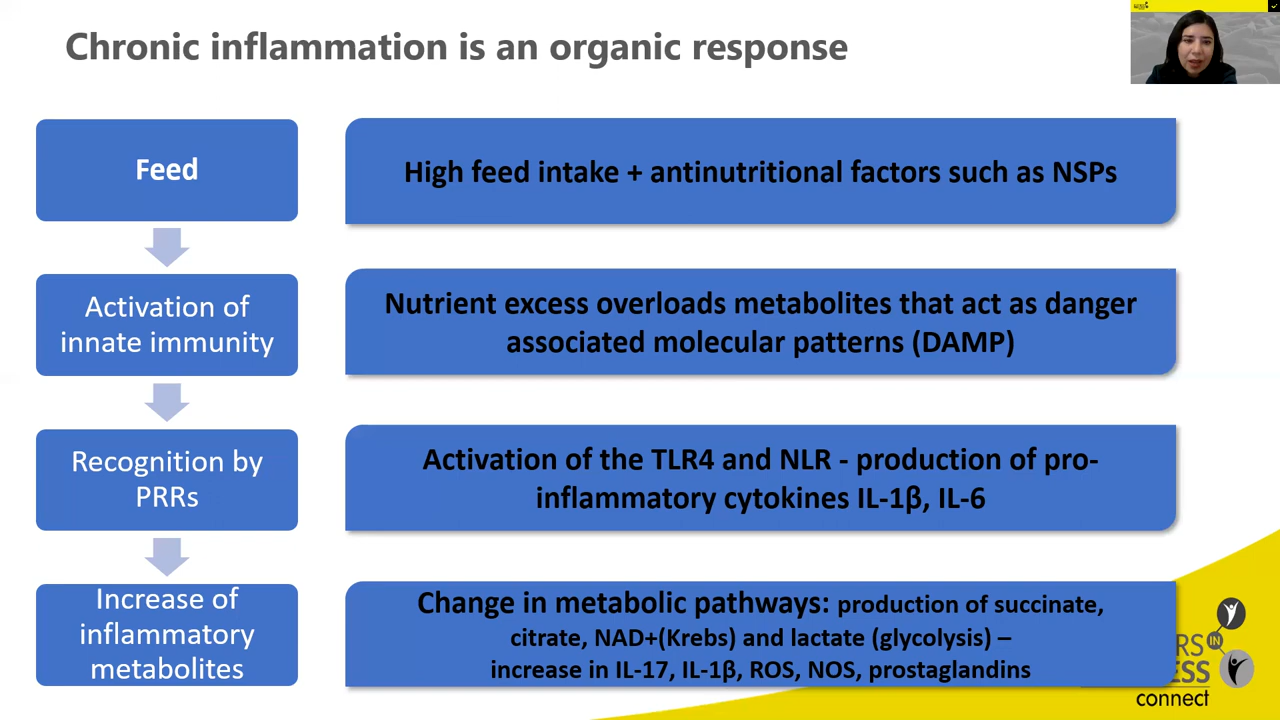 Chronic inflammation is an organic response
Feed
High feed intake + antinutritional factors such as NSPs
Activation of
innate immunity
Nutrient excess overloads metabolites that act as danger
associated molecular patterns (DAMP)
Recognition by
PRRs
Activation of the TLR4 and NLR - production of pro-
inflammatory cytokines IL-1β, IL-6
Increase of
inflammatory
metabolites
Change in metabolic pathways: production of succinate,
citrate, NAD+(Krebs) and lactate (glycolysis) –
increase in IL-17, IL-1β, ROS, NOS, prostaglandins
IN
connect